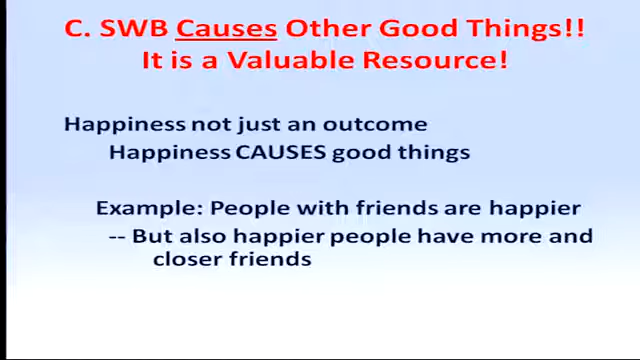 C. SWB Causes Other Good Things!!
It is a Valuable Resource!
Happiness not just an outcome
Happiness CAUSES good things
Example: People with friends are happier
-- But also happier people have more and
closer friends